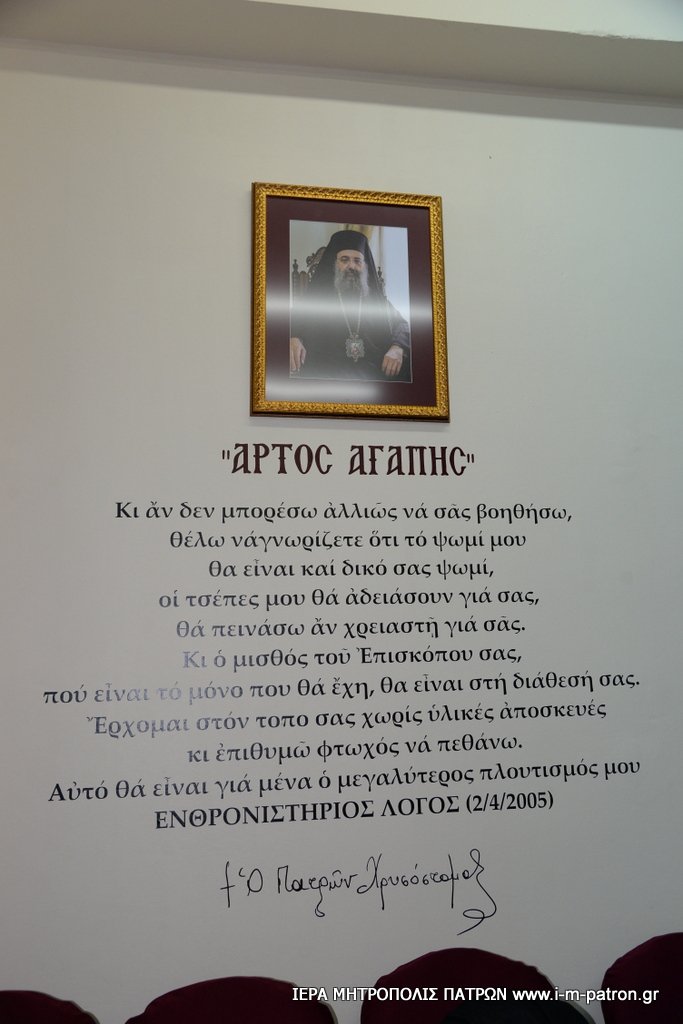 "ΑΡΤΟΣ ΑΓΑΠΗΣ"
Κι ἄν δεν μπορέσω ἀλλιῶς νά σᾶς βοηθήσω,
θέλω νάγνωρίζετε ὅτι τό ψωμί μου
θα εἶναι καί δικό σας ψωμί,
οἱ τσέπες μου θά ἀδειάσουν γιά σας,
θά πεινάσω ἄν χρειαστῇ γιά σᾶς.
Κι ὁ μισθός τοῦ Ἐπισκόπου σας,
πού εἶναι τό μόνο που θά ἔχη, θα εἶναι στή διάθεσή σας.
Ἔρχομαι στόν τοπο σας χωρίς ὑλικές ἀποσκευές
κι ἐπιθυμῶ φτωχός νά πεθάνω.
Αὐτό θά εἶναι γιά μένα ὁ μεγαλύτερος πλουτισμός μου
ΕΝΘΡΟΝΙΣΤΗΡΙΟΣ ΛΟΓΟΣ (2/4/2005)
† Ὁ Πατρῶν Χρυσόστομος
ΙΕΡΑ ΜΗΤΡΟΠΟΛΙΣ ΠΑΤΡΩΝ www.i-m-patron.gr